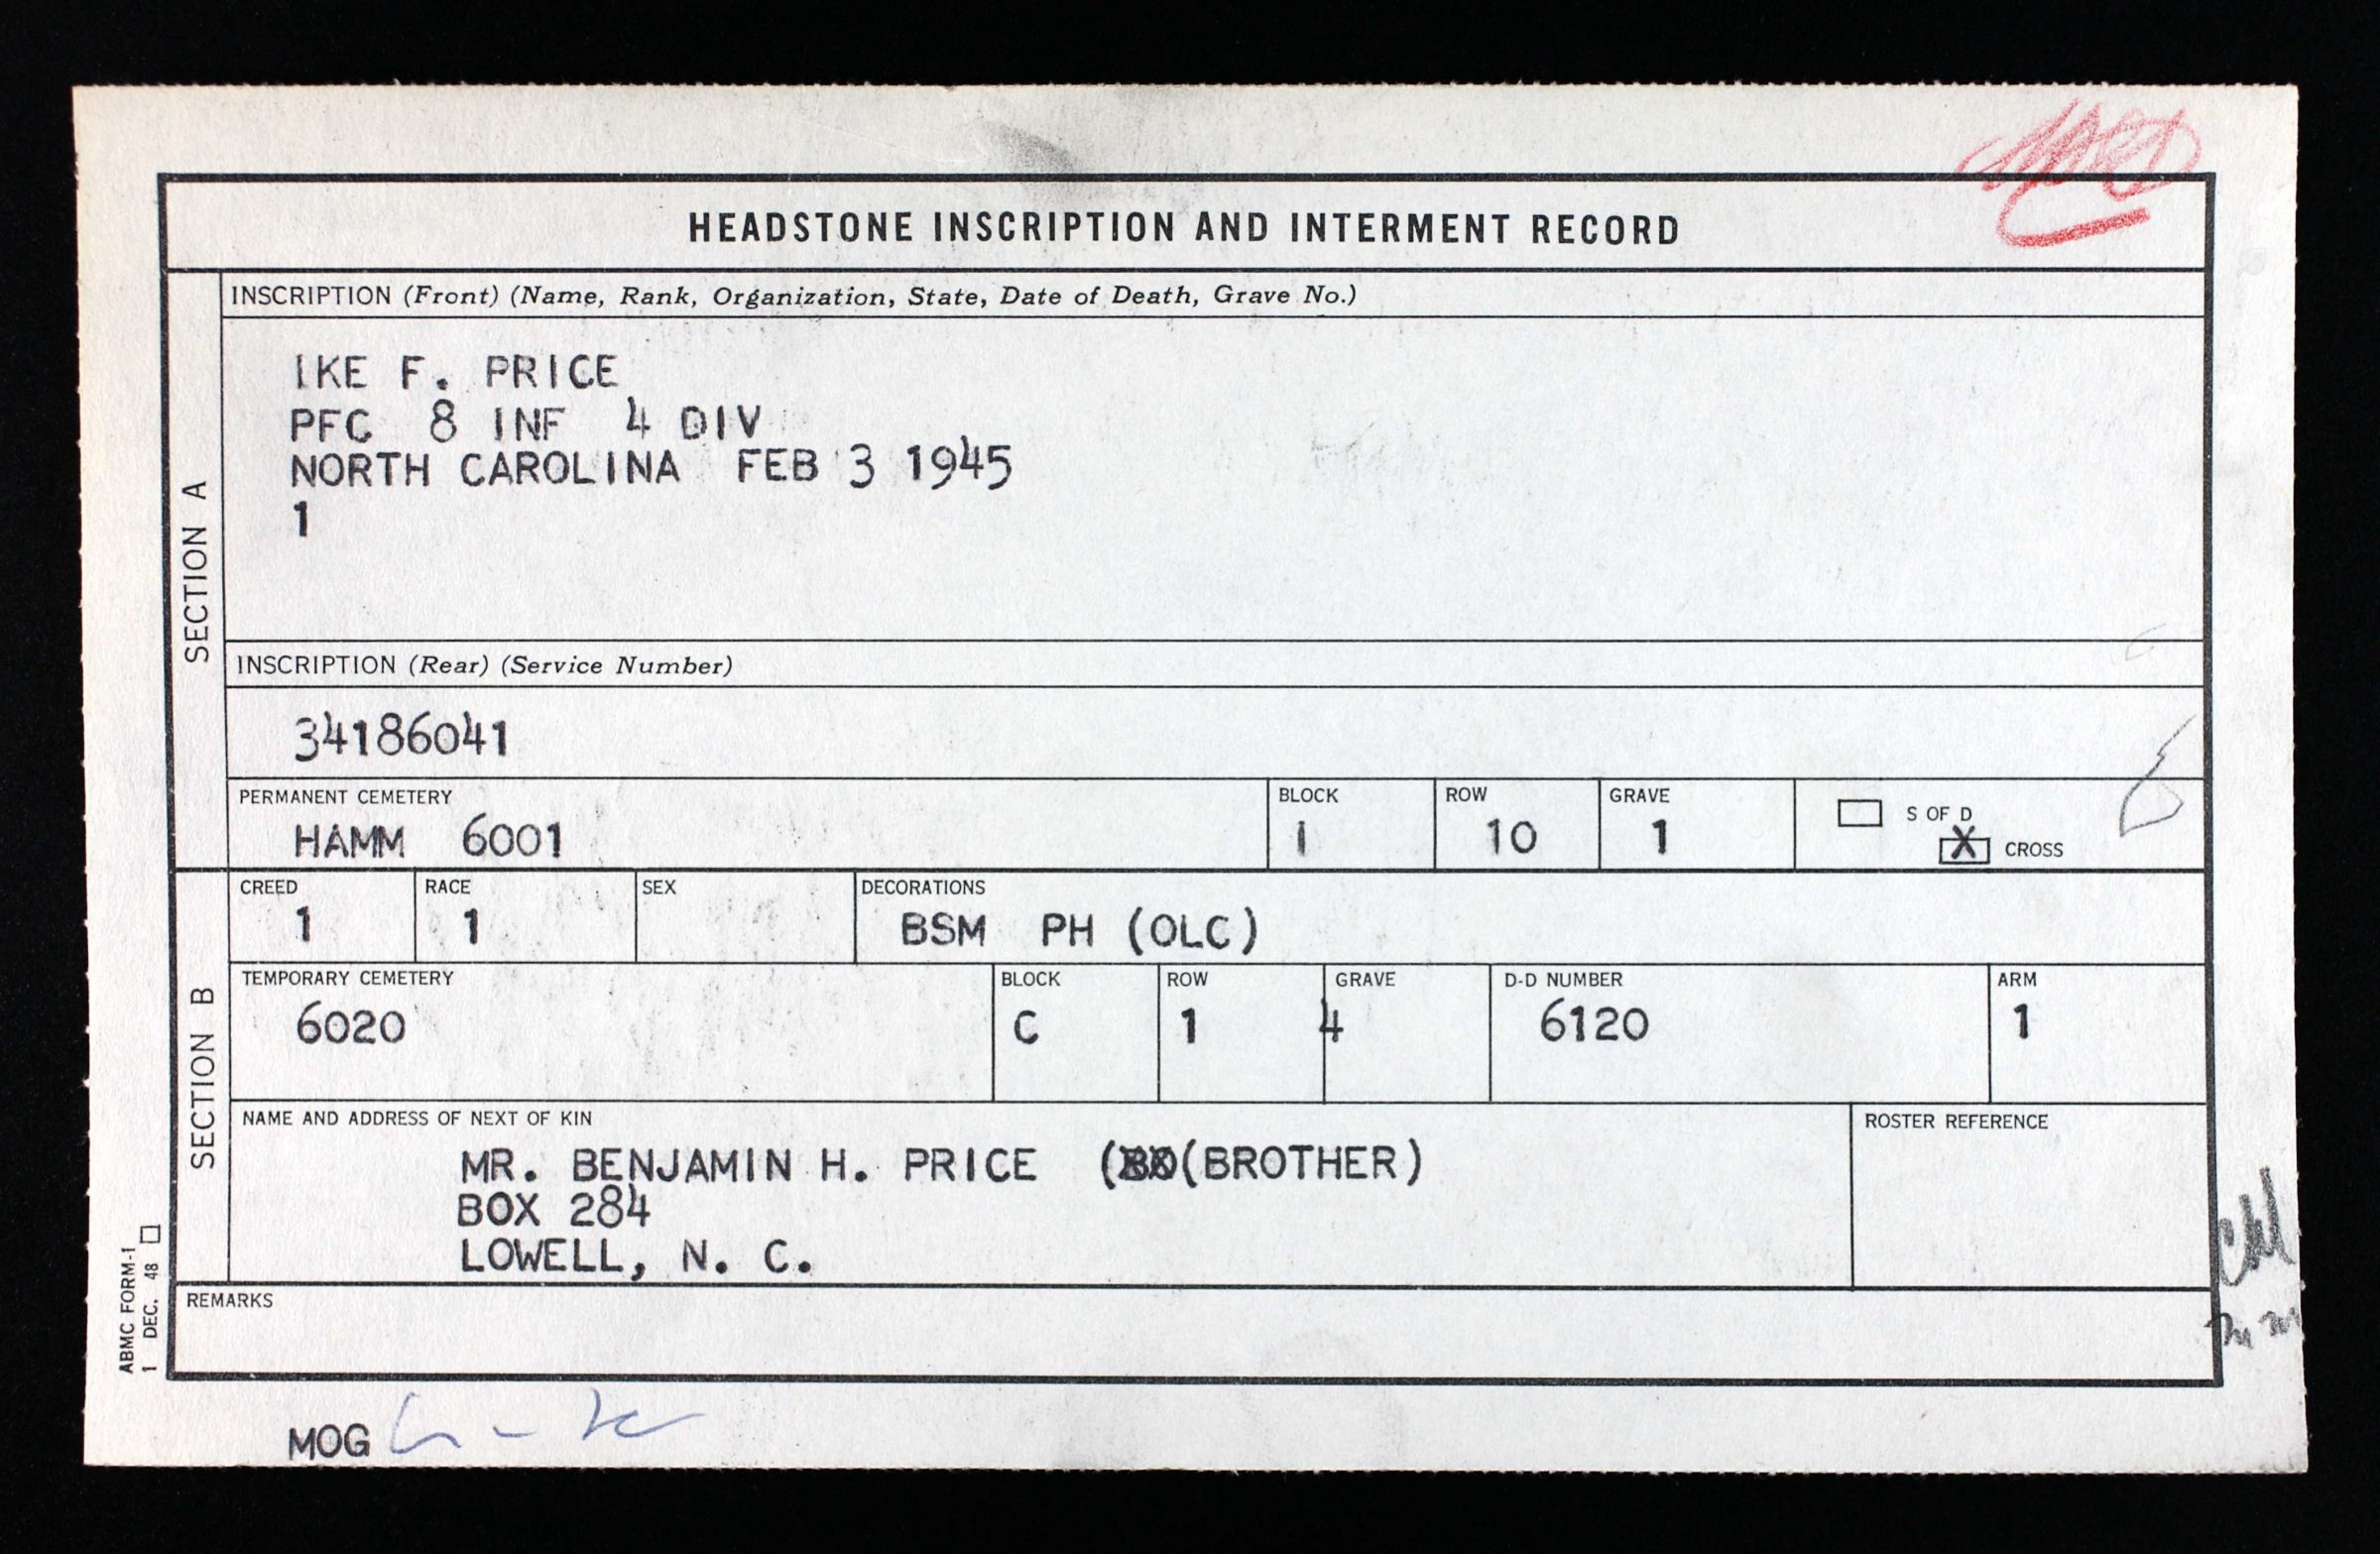 HEADSTONE INSCRIPTION AND INTERMENT RECORD
SECTION A
INSCRIPTION (Front) (Name, Rank, Organization, State, Date of Death, Grave No.)
IKE F. PRICE
PFC 8 INF 4 DIV
NORTH CAROLINA FEB 3 1945
1
INSCRIPTION (Rear) (Service Number)
34186041
PERMANENT CEMETERY BLOCK ROW GRAVE
HAMM 6001 I 10 1
S OF D
X CROSS
SECTION B
CREED RACE SEX DECORATIONS
1 1 BSM PH (OLC)
TEMPORARY CEMETERY BLOCK ROW GRAVE D-D NUMBER ARM
6020 C 1 4 6120 1
NAME AND ADDRESS OF NEXT OF KIN ROSTER REFERENCE
MR. BENJAMIN H. PRICE (BROTHER)
BOX 284
LOWELL, N. C.
REMARKS
ABMC FORM-1
1 DEC. 48
MOG